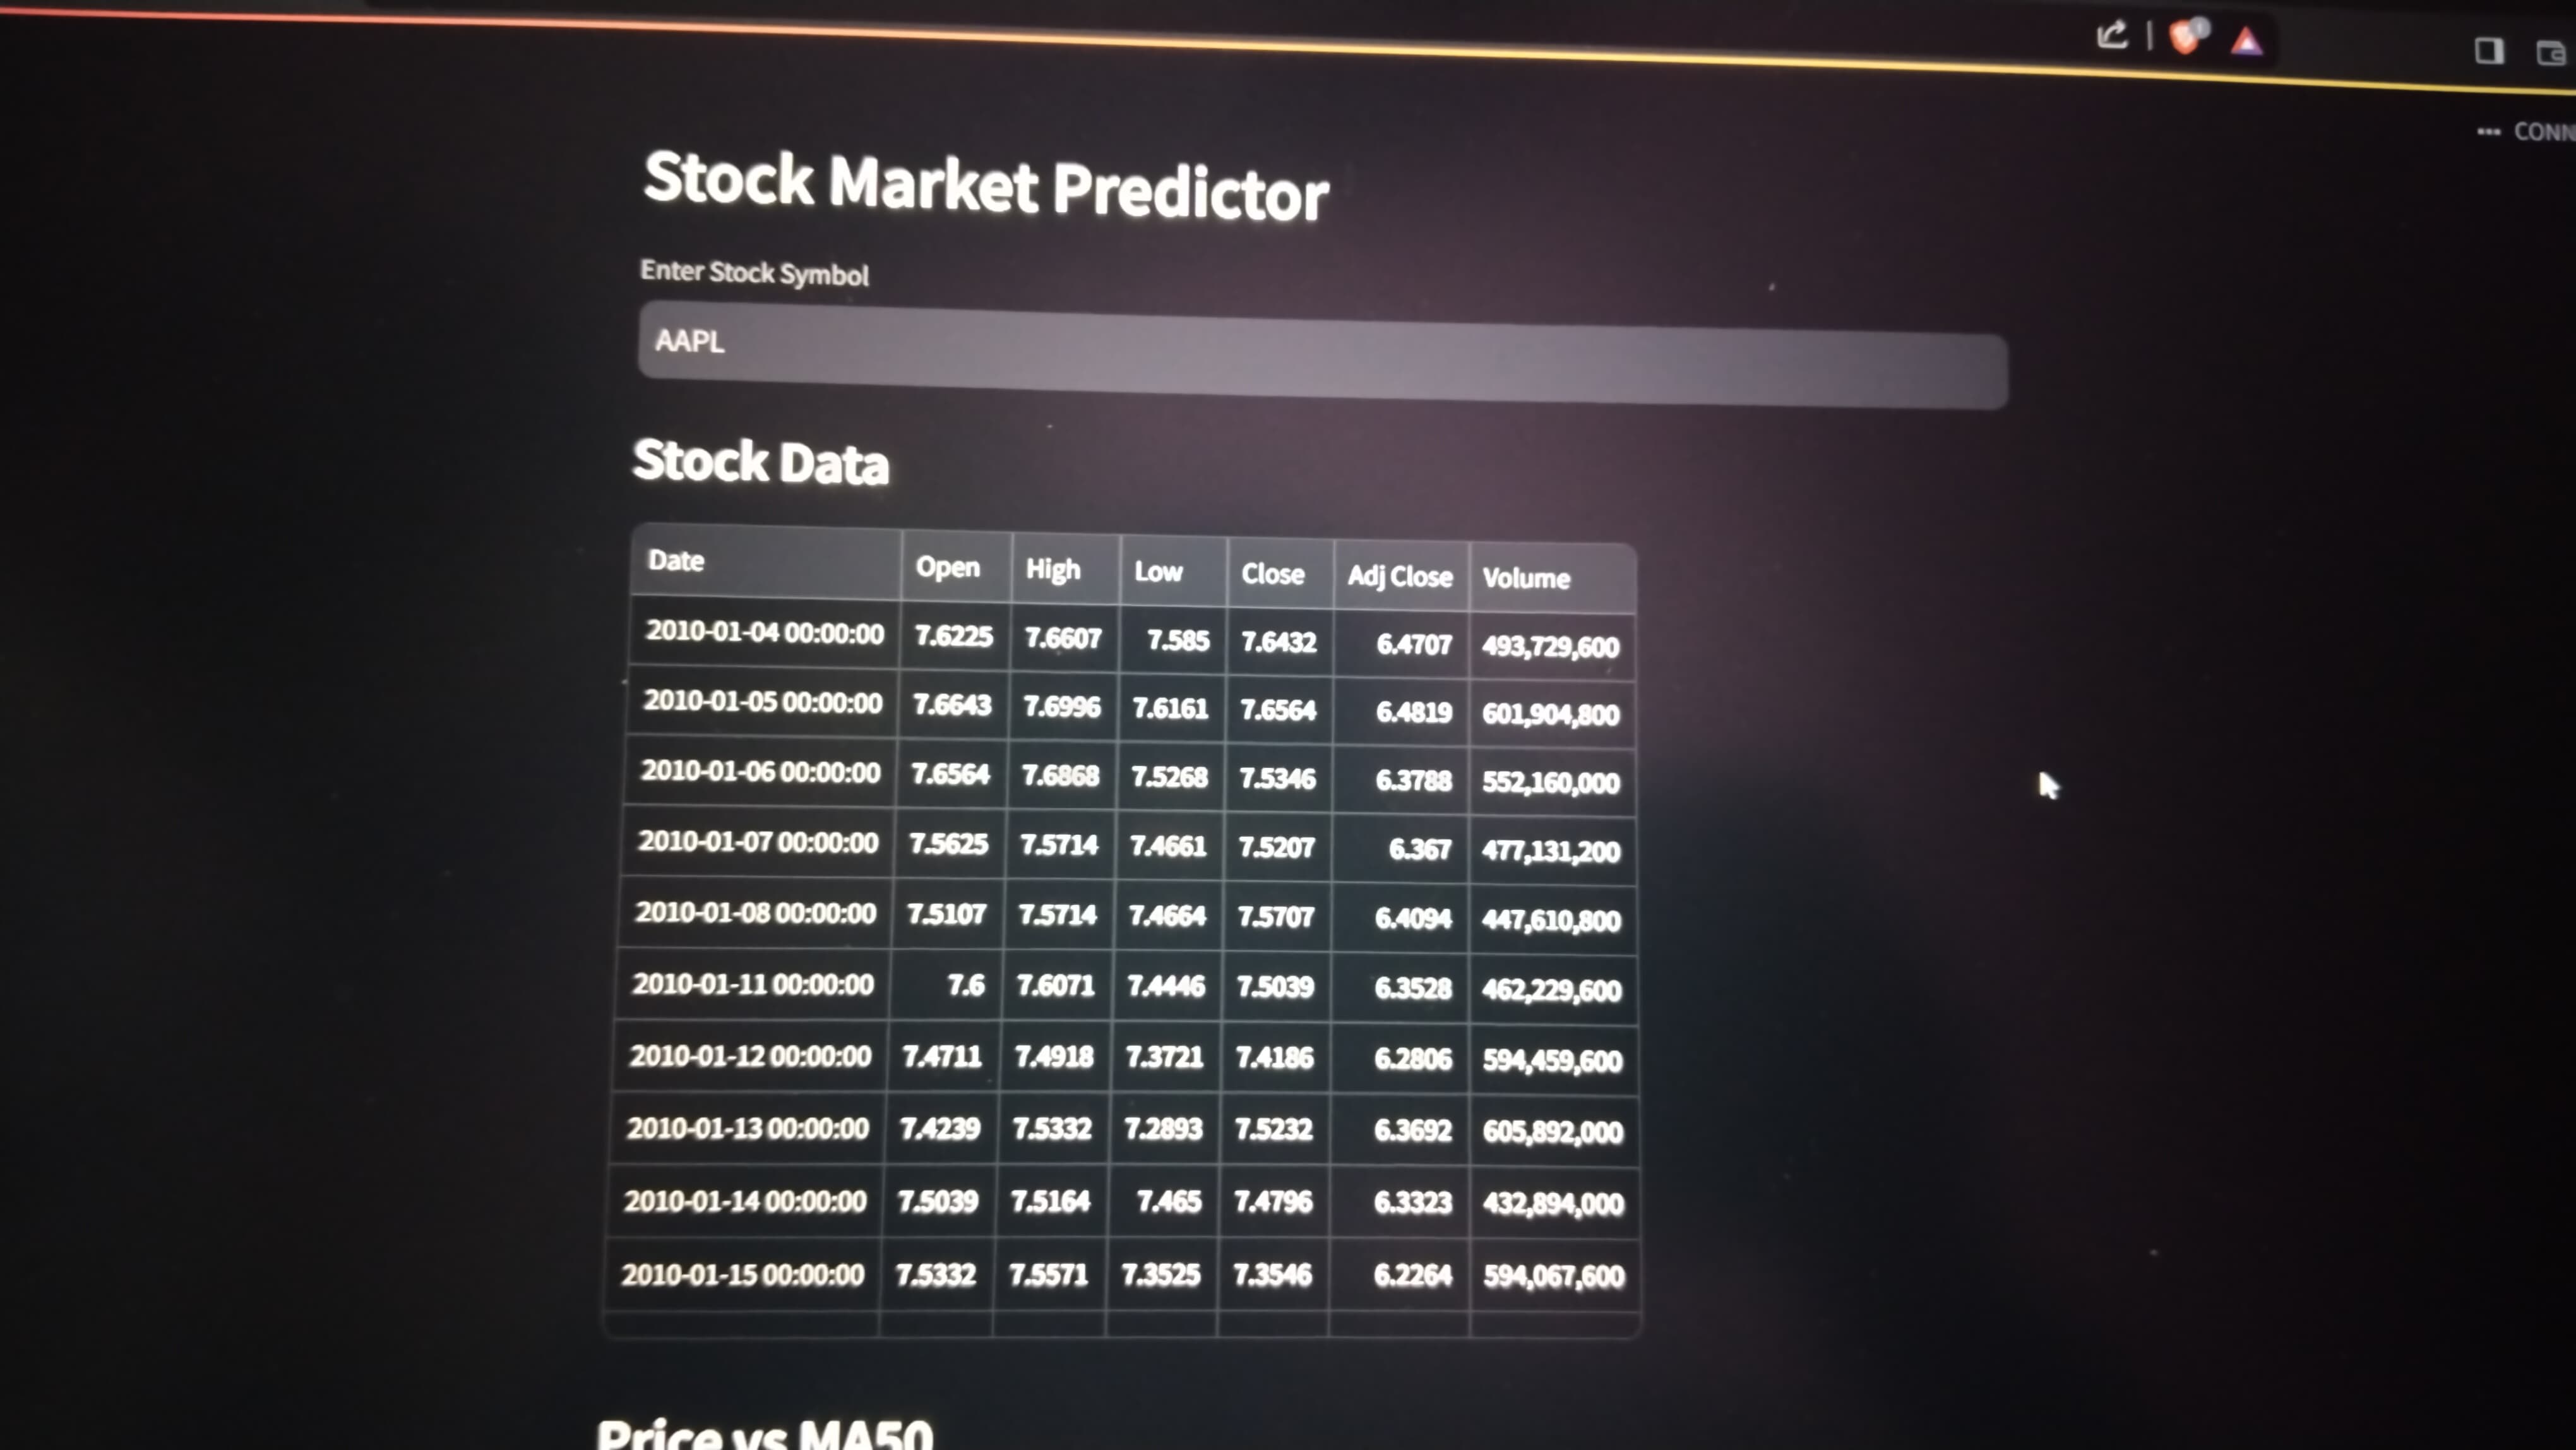 CONN
Stock Market Predictor
Enter Stock Symbol
AAPL
Stock Data
Date Open High Low Close Adj Close Volume
2010-01-04 00:00:00 7.6225 7.6607 7.585 7.6432 6.4707 493,729,600
2010-01-05 00:00:00 7.6643 7.6996 7.6161 7.6564 6.4819 601,904,800
2010-01-06 00:00:00 7.6564 7.6868 7.5268 7.5346 6.3788 552,160,000
2010-01-07 00:00:00 7.5625 7.5714 7.4661 7.5207 6.367 477,131,200
2010-01-08 00:00:00 7.5107 7.5714 7.4664 7.5707 6.4094 447,610,800
2010-01-11 00:00:00 7.6 7.6071 7.4446 7.5039 6.3528 462,229,600
2010-01-12 00:00:00 7.4711 7.4918 7.3721 7.4186 6.2806 594,459,600
2010-01-13 00:00:00 7.4239 7.5332 7.2893 7.5232 6.3692 605,892,000
2010-01-14 00:00:00 7.5039 7.5164 7.465 7.4796 6.3323 432,894,000
2010-01-15 00:00:00 7.5332 7.5571 7.3525 7.3546 6.2264 594,067,600
Price vs MA50